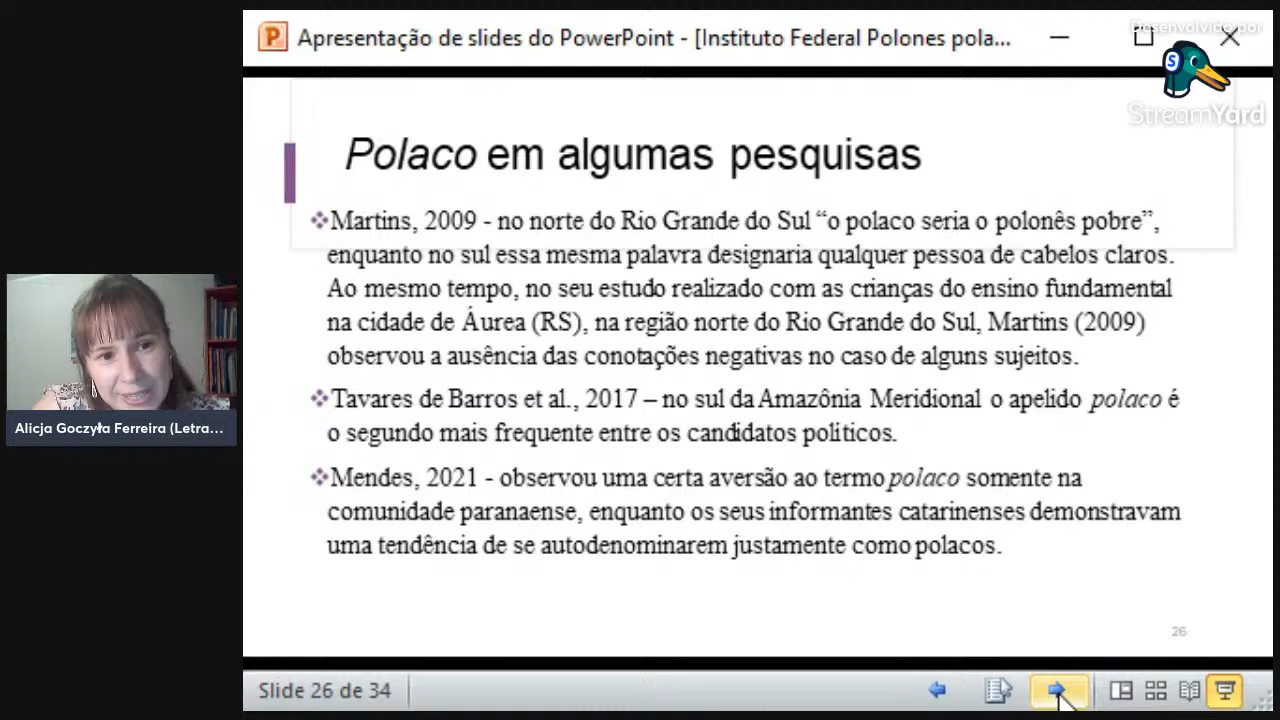 Apresentação de slides do PowerPoint - [Instituto Federal Polones pola...
Desenvolvido por
StreamYard
Polaco em algumas pesquisas
Martins, 2009 - no norte do Rio Grande do Sul “o polaco seria o polonês pobre”,
enquanto no sul essa mesma palavra designaria qualquer pessoa de cabelos claros.
Ao mesmo tempo, no seu estudo realizado com as crianças do ensino fundamental
na cidade de Áurea (RS), na região norte do Rio Grande do Sul, Martins (2009)
observou a ausência das conotações negativas no caso de alguns sujeitos.
Tavares de Barros et al., 2017 – no sul da Amazônia Meridional o apelido polaco é
o segundo mais frequente entre os candidatos políticos.
Mendes, 2021 - observou uma certa aversão ao termo polaco somente na
comunidade paranaense, enquanto os seus informantes catarinenses demonstravam
uma tendência de se autodenominarem justamente como polacos.
26
Alicja Goczyła Ferreira (Letra...
Slide 26 de 34